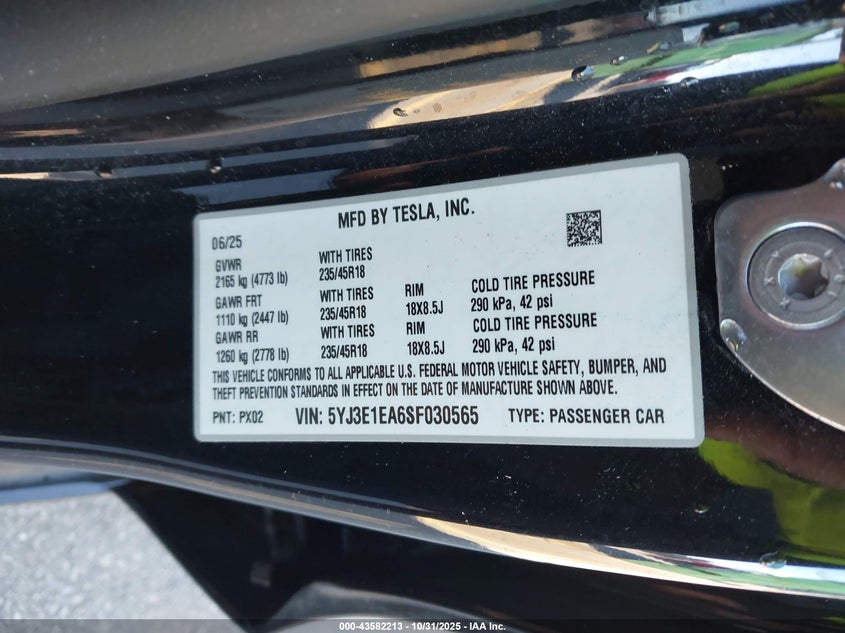 MFD BY TESLA, INC.
06/25
GVWR WITH TIRES
2165 kg (4773 lb) 235/45R18
GAWR FRT WITH TIRES RIM COLD TIRE PRESSURE
1110 kg (2447 lb) 235/45R18 18X8.5J 290 kPa, 42 psi
GAWR RR WITH TIRES RIM COLD TIRE PRESSURE
1260 kg (2778 lb) 235/45R18 18X8.5J 290 kPa, 42 psi
THIS VEHICLE CONFORMS TO ALL APPLICABLE U.S. FEDERAL MOTOR VEHICLE SAFETY, BUMPER, AND
THEFT PREVENTION STANDARDS IN EFFECT ON THE DATE OF MANUFACTURE SHOWN ABOVE.
PNT: PX02 VIN: 5YJ3E1EA6SF030565 TYPE: PASSENGER CAR
000-43582213 - 10/31/2025 - IAA Inc.